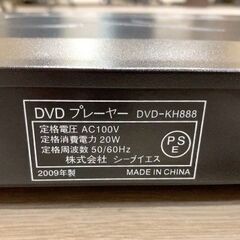 DVD プレーヤー DVD-KH888
定格電圧 AC100V
定格消費電力 20W
定格周波数 50/60Hz
株式会社 シーブイエス
PS
E
2009年製 MADE IN CHINA